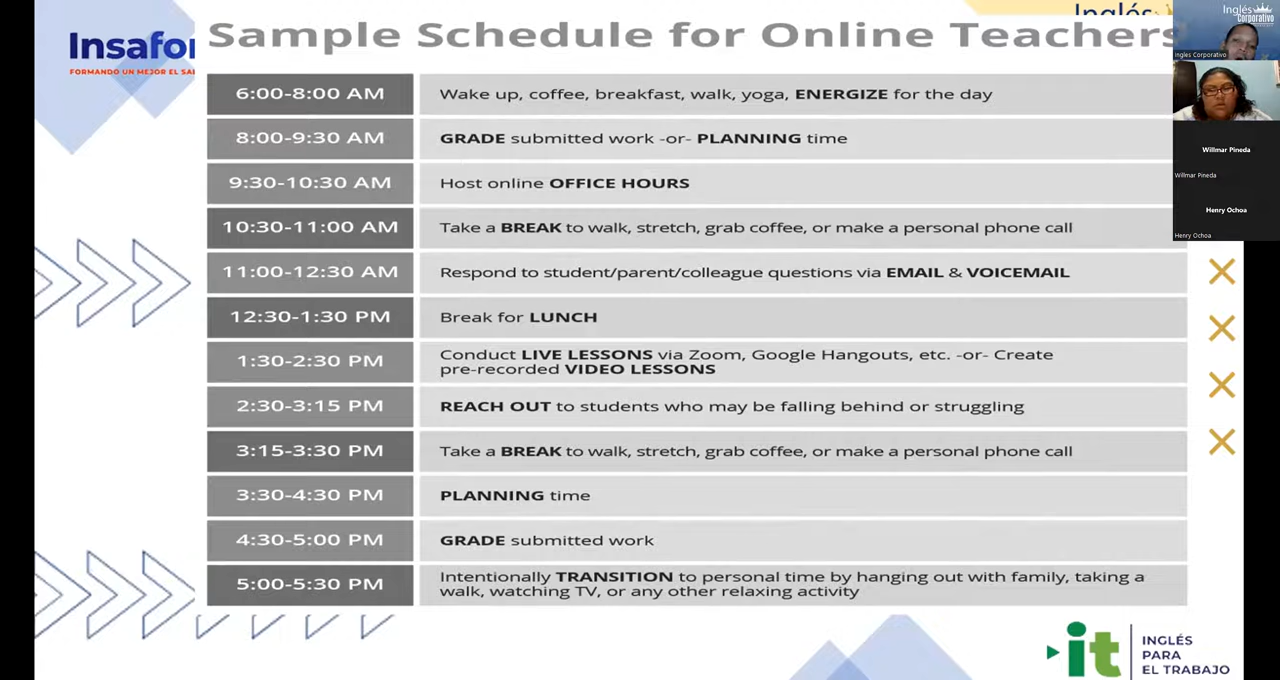 Insafor
FORMANDO UN MEJOR EL SAL
Inglés
Sample Schedule for Online Teachers
6:00-8:00 AM Wake up, coffee, breakfast, walk, yoga, ENERGIZE for the day
8:00-9:30 AM GRADE submitted work -or- PLANNING time
9:30-10:30 AM Host online OFFICE HOURS
10:30-11:00 AM Take a BREAK to walk, stretch, grab coffee, or make a personal phone call
11:00-12:30 AM Respond to student/parent/colleague questions via EMAIL & VOICEMAIL
12:30-1:30 PM Break for LUNCH
1:30-2:30 PM Conduct LIVE LESSONS via Zoom, Google Hangouts, etc. -or- Create
pre-recorded VIDEO LESSONS
2:30-3:15 PM REACH OUT to students who may be falling behind or struggling
3:15-3:30 PM Take a BREAK to walk, stretch, grab coffee, or make a personal phone call
3:30-4:30 PM PLANNING time
4:30-5:00 PM GRADE submitted work
5:00-5:30 PM Intentionally TRANSITION to personal time by hanging out with family, taking a
walk, watching TV, or any other relaxing activity
Inglés
Corporativo
Ingles Corporativo
Willmar Pineda
Willmar Pineda
Henry Ochoa
Henry Ochoa
it
INGLÉS
PARA
EL TRABAJO